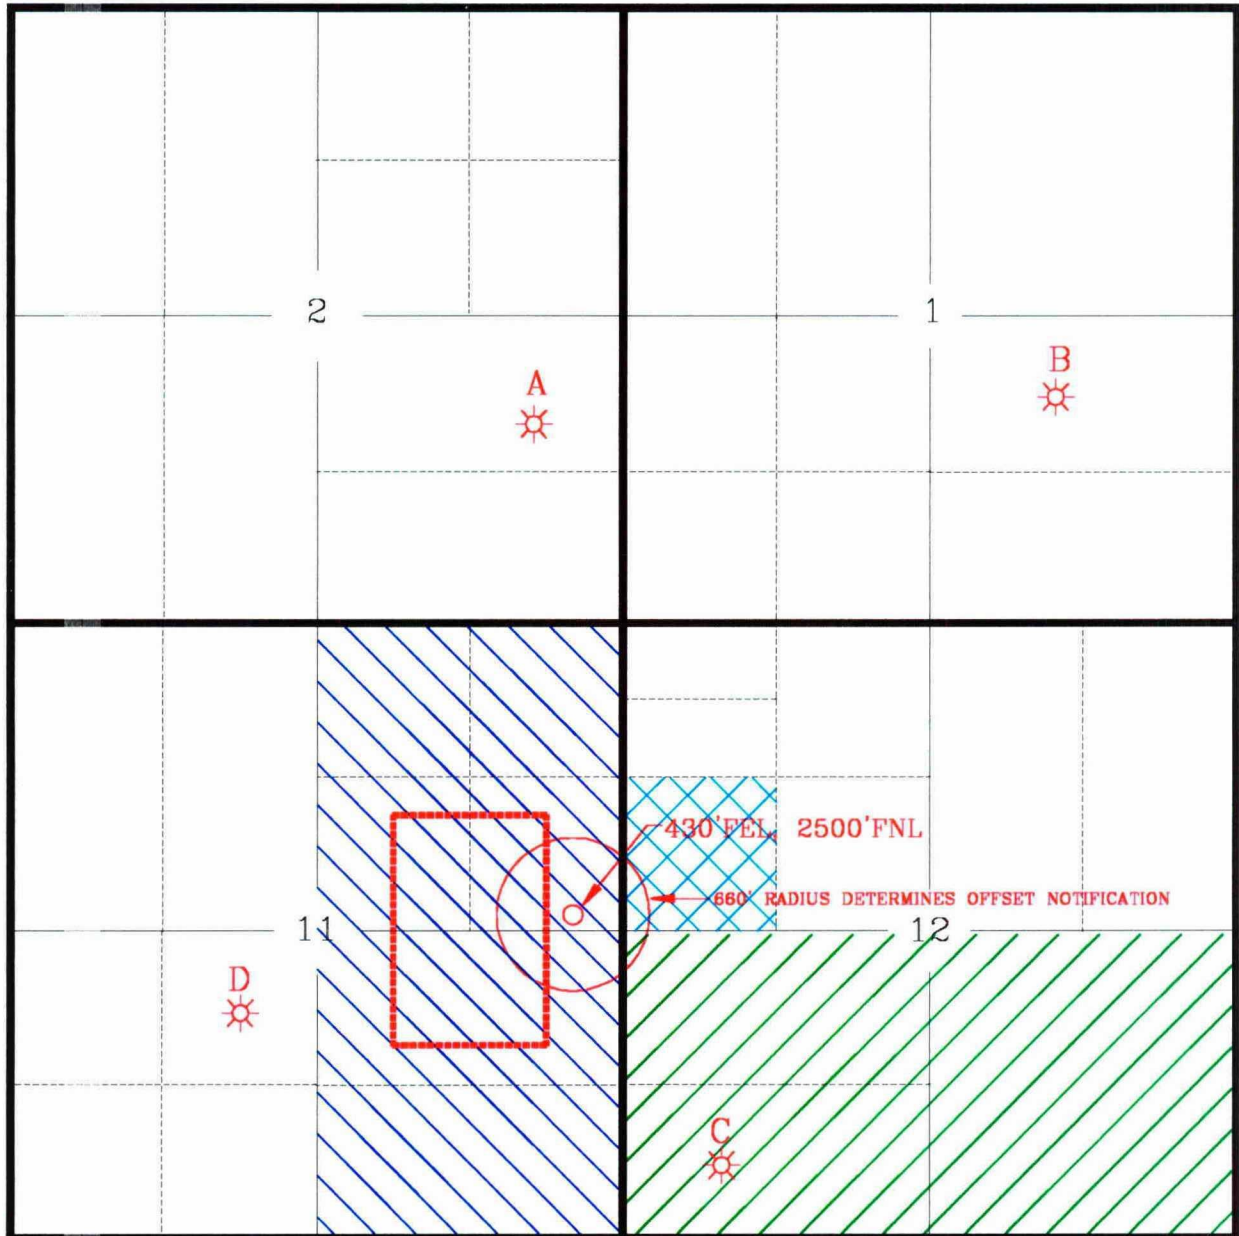 2
1
A
B
430'FEL, 2500'FNL
660' RADIUS DETERMINES OFFSET NOTIFICATION
11
12
D
C